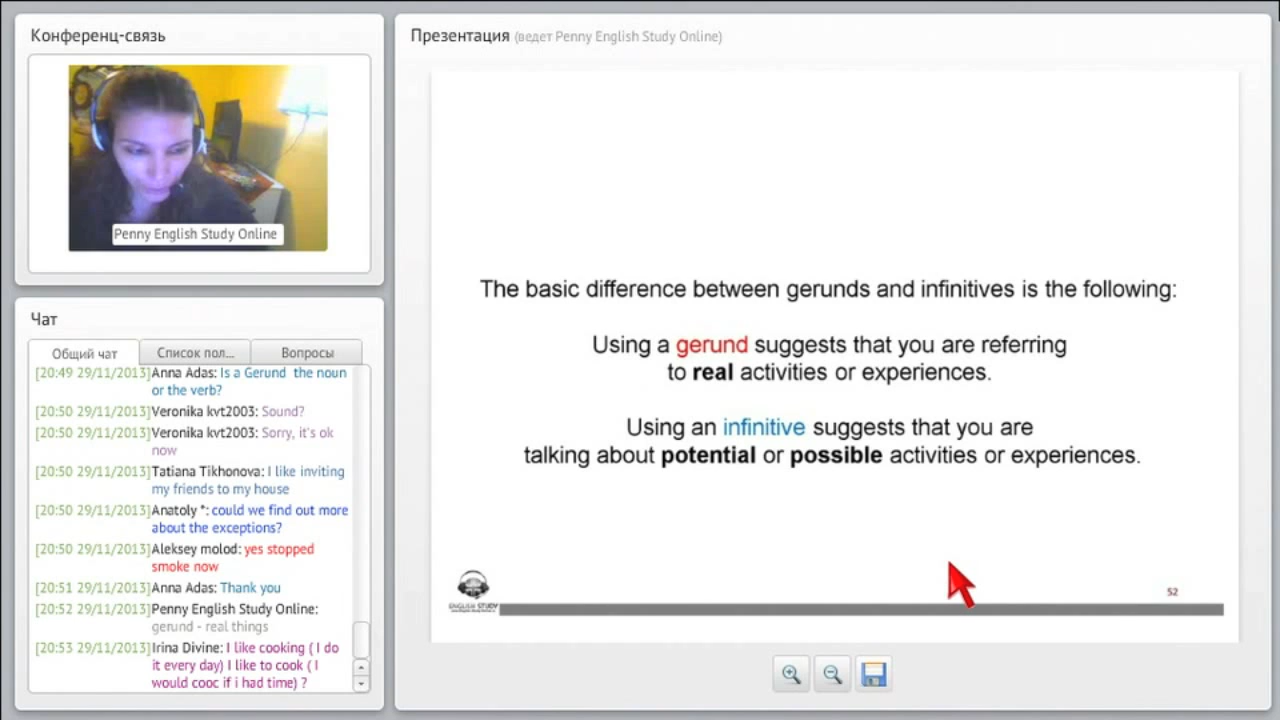 Конференц-связь
Penny English Study Online
Чат
Общий чат
Список пол...
Вопросы
[20:49 29/11/2013]Anna Adas: Is a Gerund the noun
or the verb?
[20:50 29/11/2013]Veronika kvt2003: Sound?
[20:50 29/11/2013]Veronika kvt2003: Sorry, it's ok
now
[20:50 29/11/2013]Tatiana Tikhonova: I like inviting
my friends to my house
[20:50 29/11/2013]Anatoly *: could we find out more
about the exceptions?
[20:50 29/11/2013]Aleksey molod: yes stopped
smoke now
[20:51 29/11/2013]Anna Adas: Thank you
[20:52 29/11/2013]Penny English Study Online:
gerund - real things
[20:53 29/11/2013]Irina Divine: I like cooking ( I do
it every day) I like to cook ( I
would cooc if i had time) ?
Презентация (ведет Penny English Study Online)
The basic difference between gerunds and infinitives is the following:
Using a gerund suggests that you are referring
to real activities or experiences.
Using an infinitive suggests that you are
talking about potential or possible activities or experiences.
ENGLISH STUDY
52